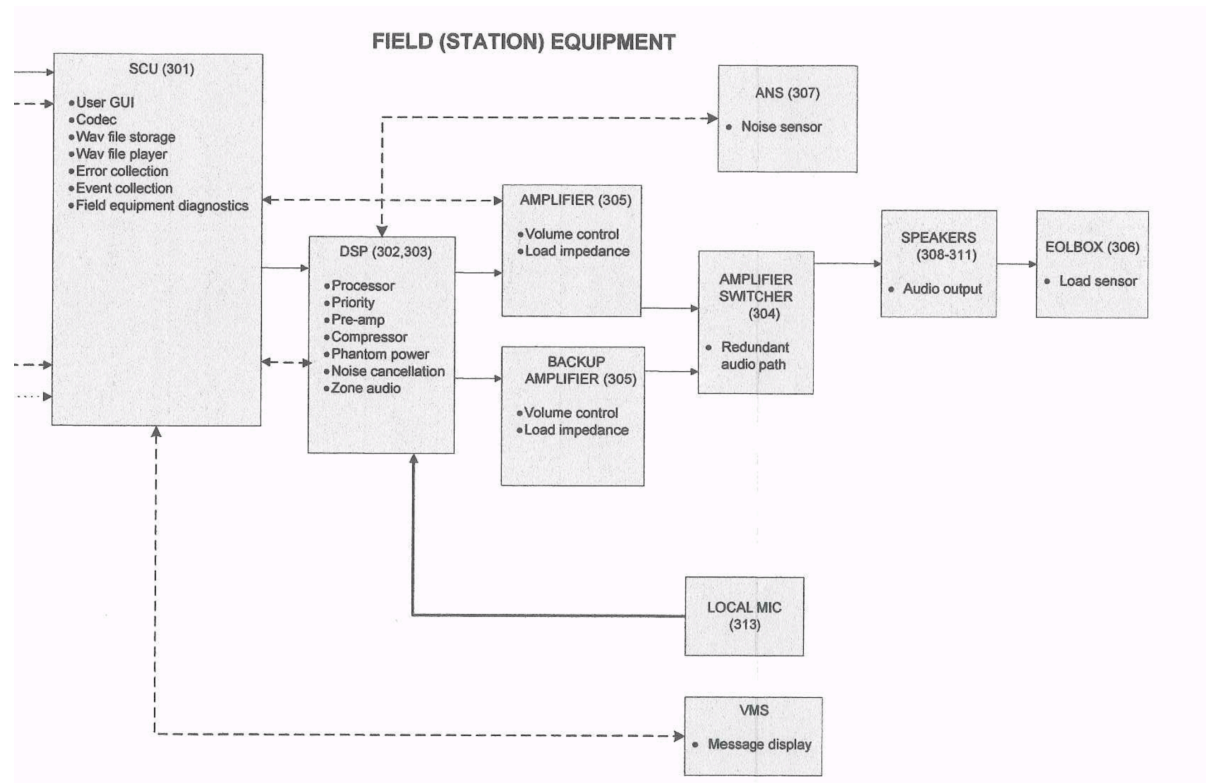 FIELD (STATION) EQUIPMENT
SCU (301)
• User GUI
• Codec
• Wav file storage
• Wav file player
• Error collection
• Event collection
• Field equipment diagnostics
ANS (307)
• Noise sensor
AMPLIFIER (305)
• Volume control
• Load impedance
DSP (302,303)
• Processor
• Priority
• Pre-amp
• Compressor
• Phantom power
• Noise cancellation
• Zone audio
BACKUP
AMPLIFIER (305)
• Volume control
• Load impedance
AMPLIFIER
SWITCHER
(304)
• Redundant
audio path
SPEAKERS
(308-311)
• Audio output
EOLBOX (306)
• Load sensor
LOCAL MIC
(313)
VMS
• Message display